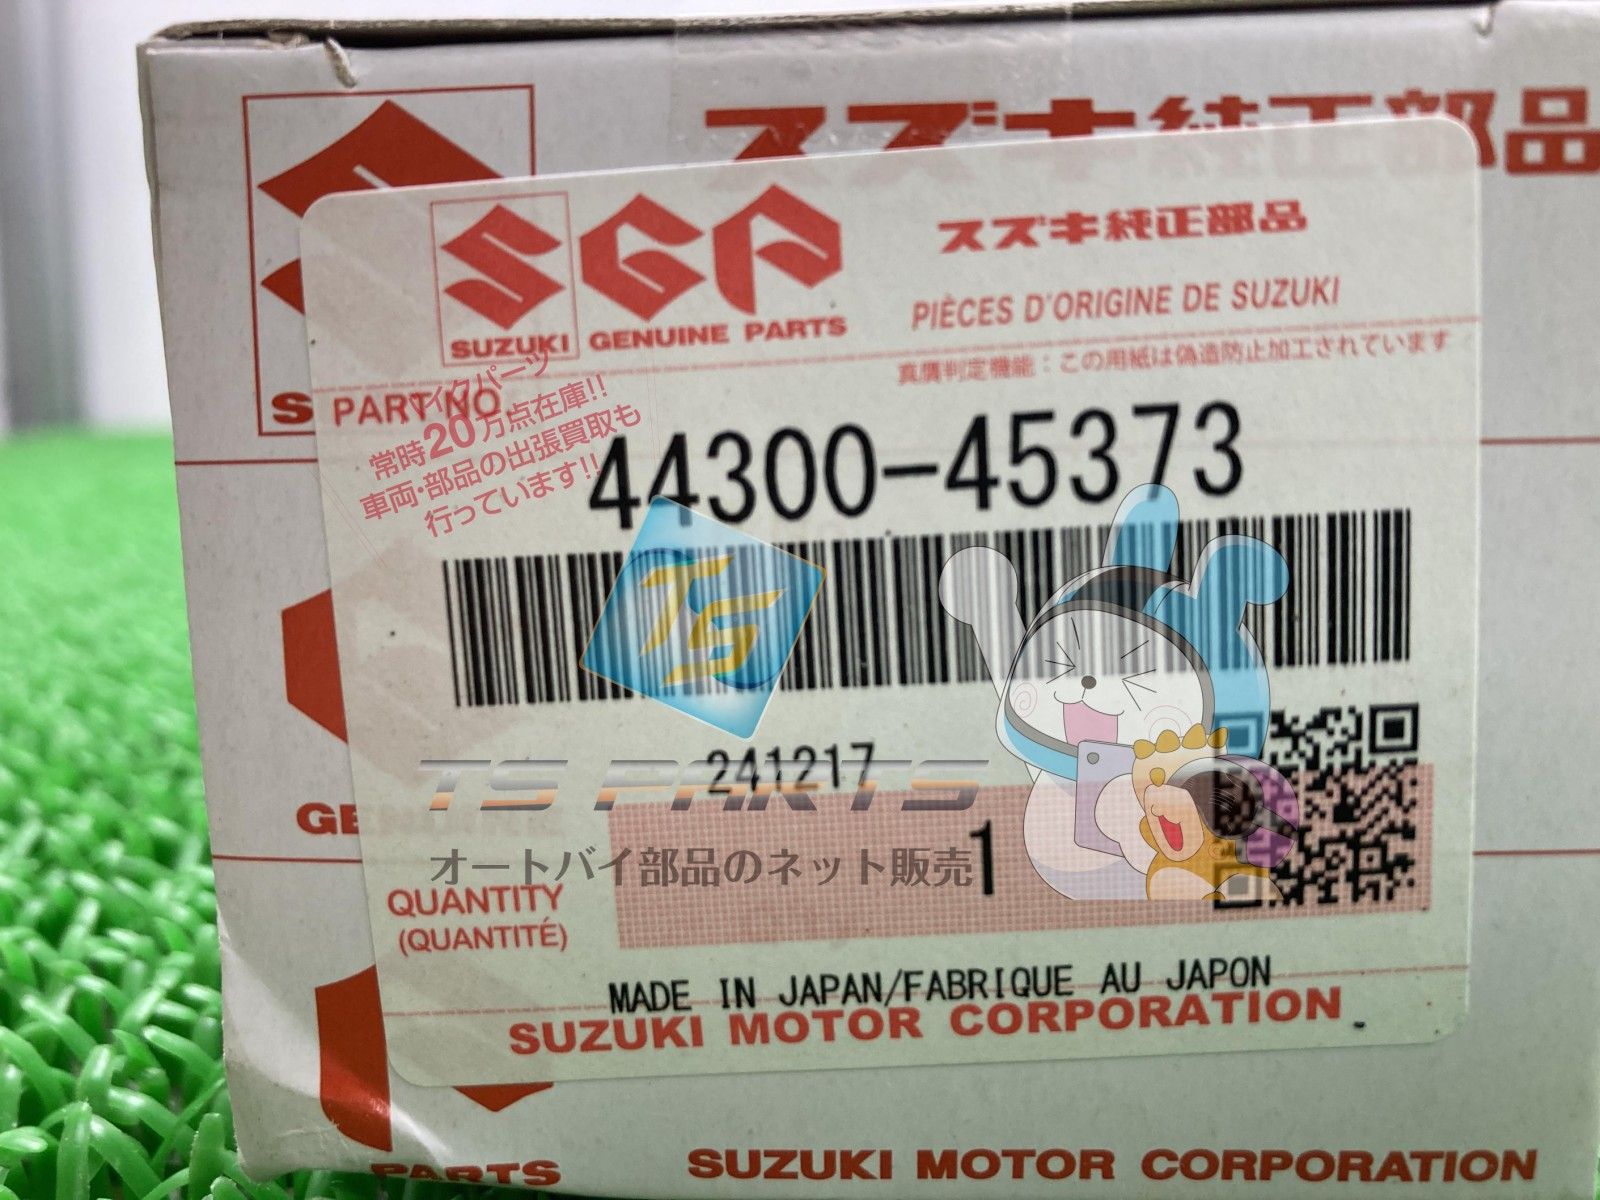 スズキ純正部品
SUZUKI
GENUINE PARTS
スズキ純正部品
PIÈCES D'ORIGINE DE SUZUKI
真贋判定機能：この用紙は偽造防止加工されています
S PART NO.
バイクパーツ
常時20万点在庫!!
車両・部品の出張買取も
行っています!!
44300-45373
TS
241217
TS PARTS
オートバイ部品のネット販売
1
GE
QUANTITY
(QUANTITÉ)
MADE IN JAPAN/FABRIQUE AU JAPON
SUZUKI MOTOR CORPORATION
PARTS
SUZUKI MOTOR CORPORATION